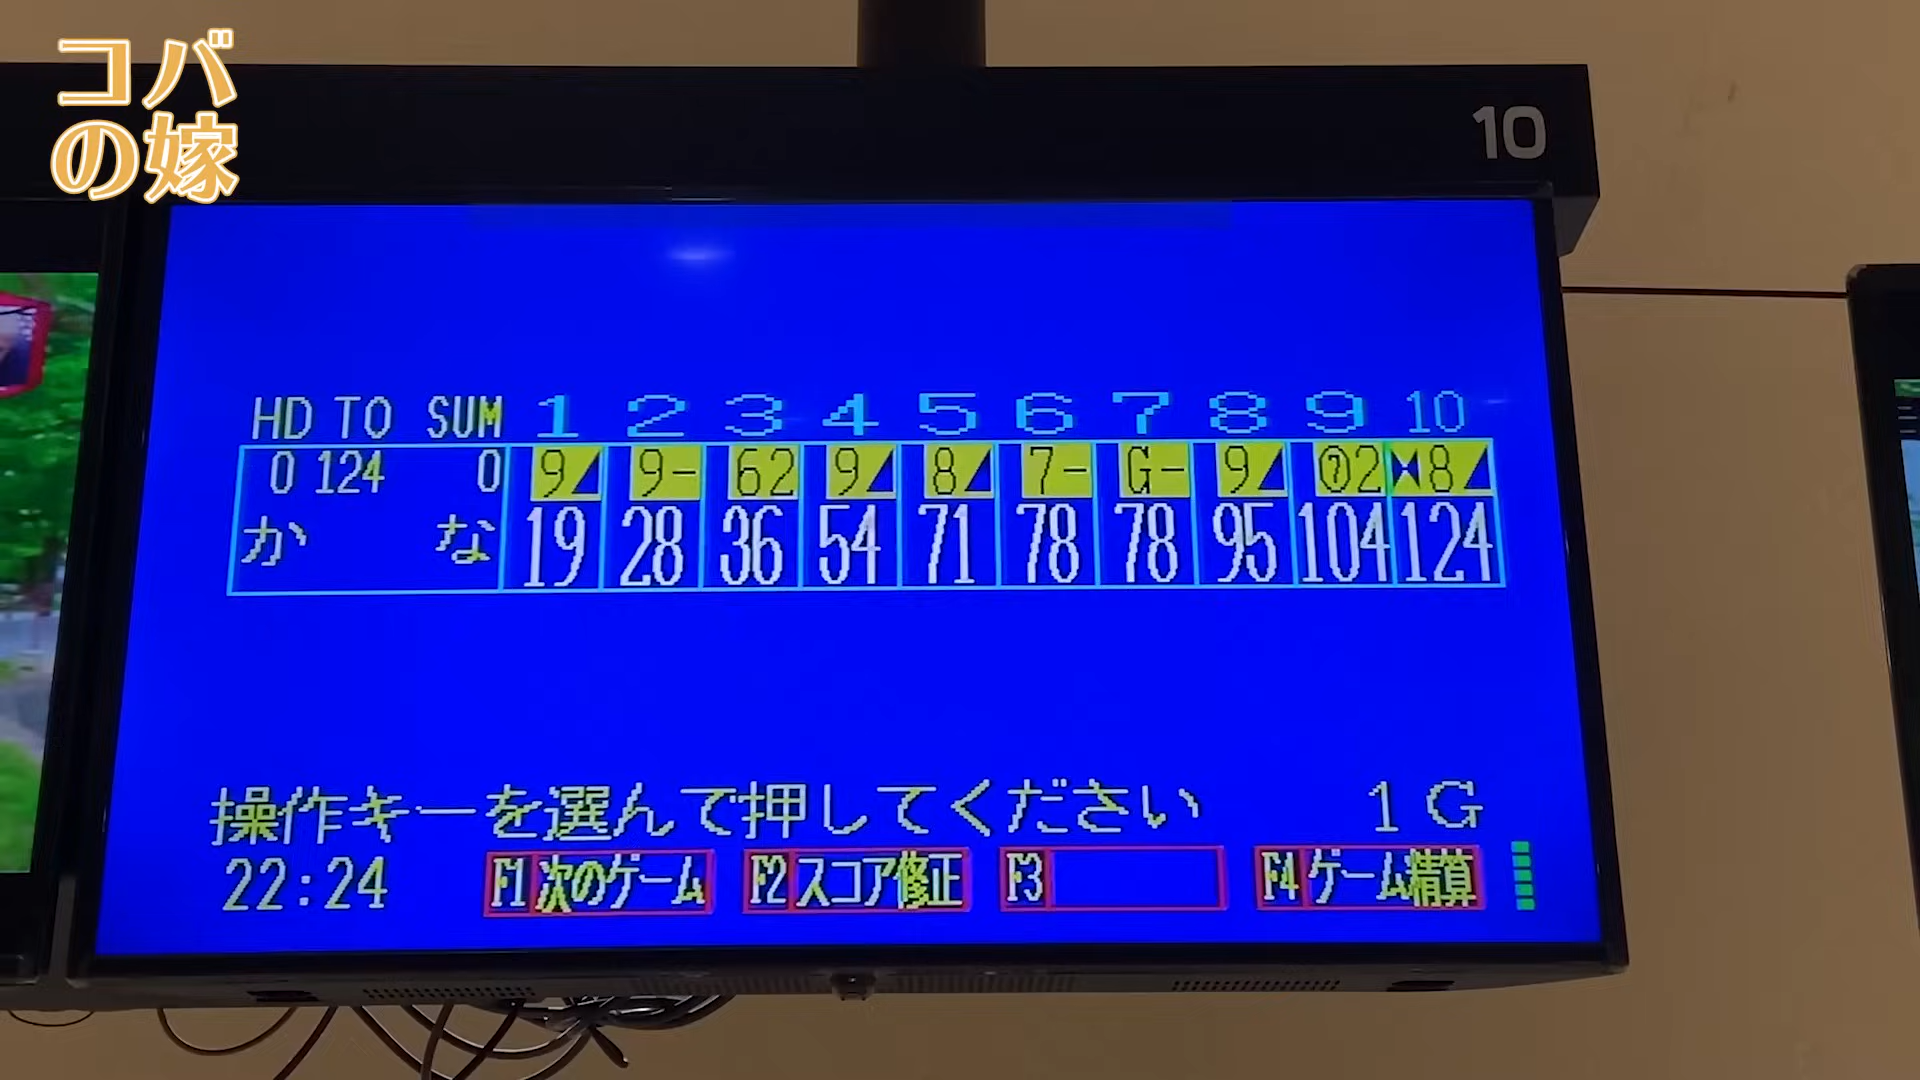 コバ
の嫁
10
HD TO SUM 1 2 3 4 5 6 7 8 9 10
0 124 0 9/ 9- 62 9/ 8/ 7- G- 9/ ⑦2 X8/
かな 19 28 36 54 71 78 78 95 104 124
操作キーを選んで押してください 1G
22:24 F1 次のゲーム F2 スコア修正 F3 F4 ゲーム精算